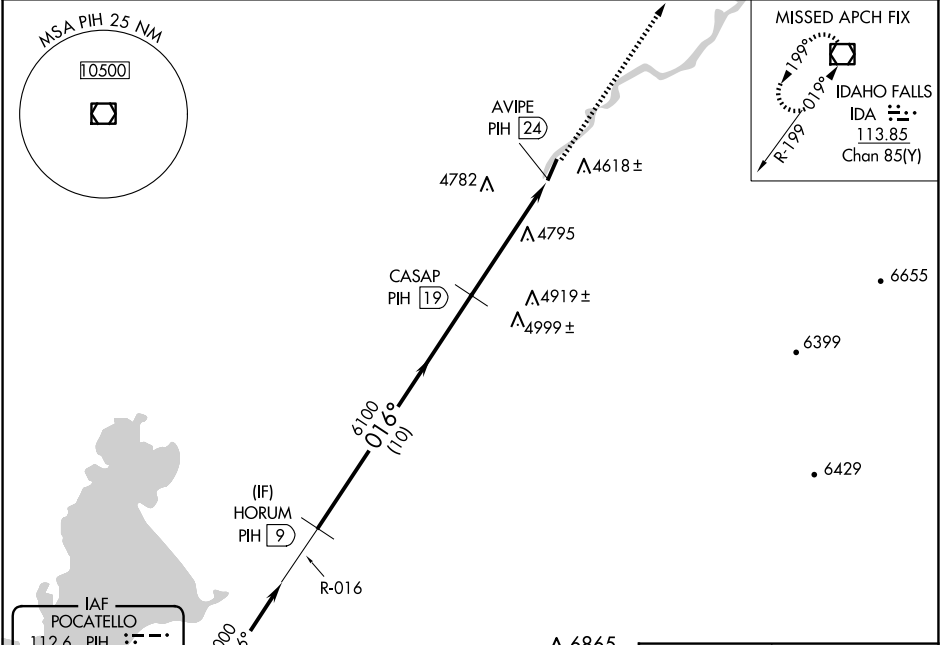 MSA PIH 25 NM
10500
MISSED APCH FIX
199°
019°
R-199
IDAHO FALLS
IDA
113.85
Chan 85(Y)
AVIPE
PIH 24
4618 ±
4782
4795
CASAP
PIH 19
4919 ±
4999 ±
6655
6399
6100
016°
(10)
6429
(IF)
HORUM
PIH 9
R-016
IAF
POCATELLO
112.6 PIH
6865